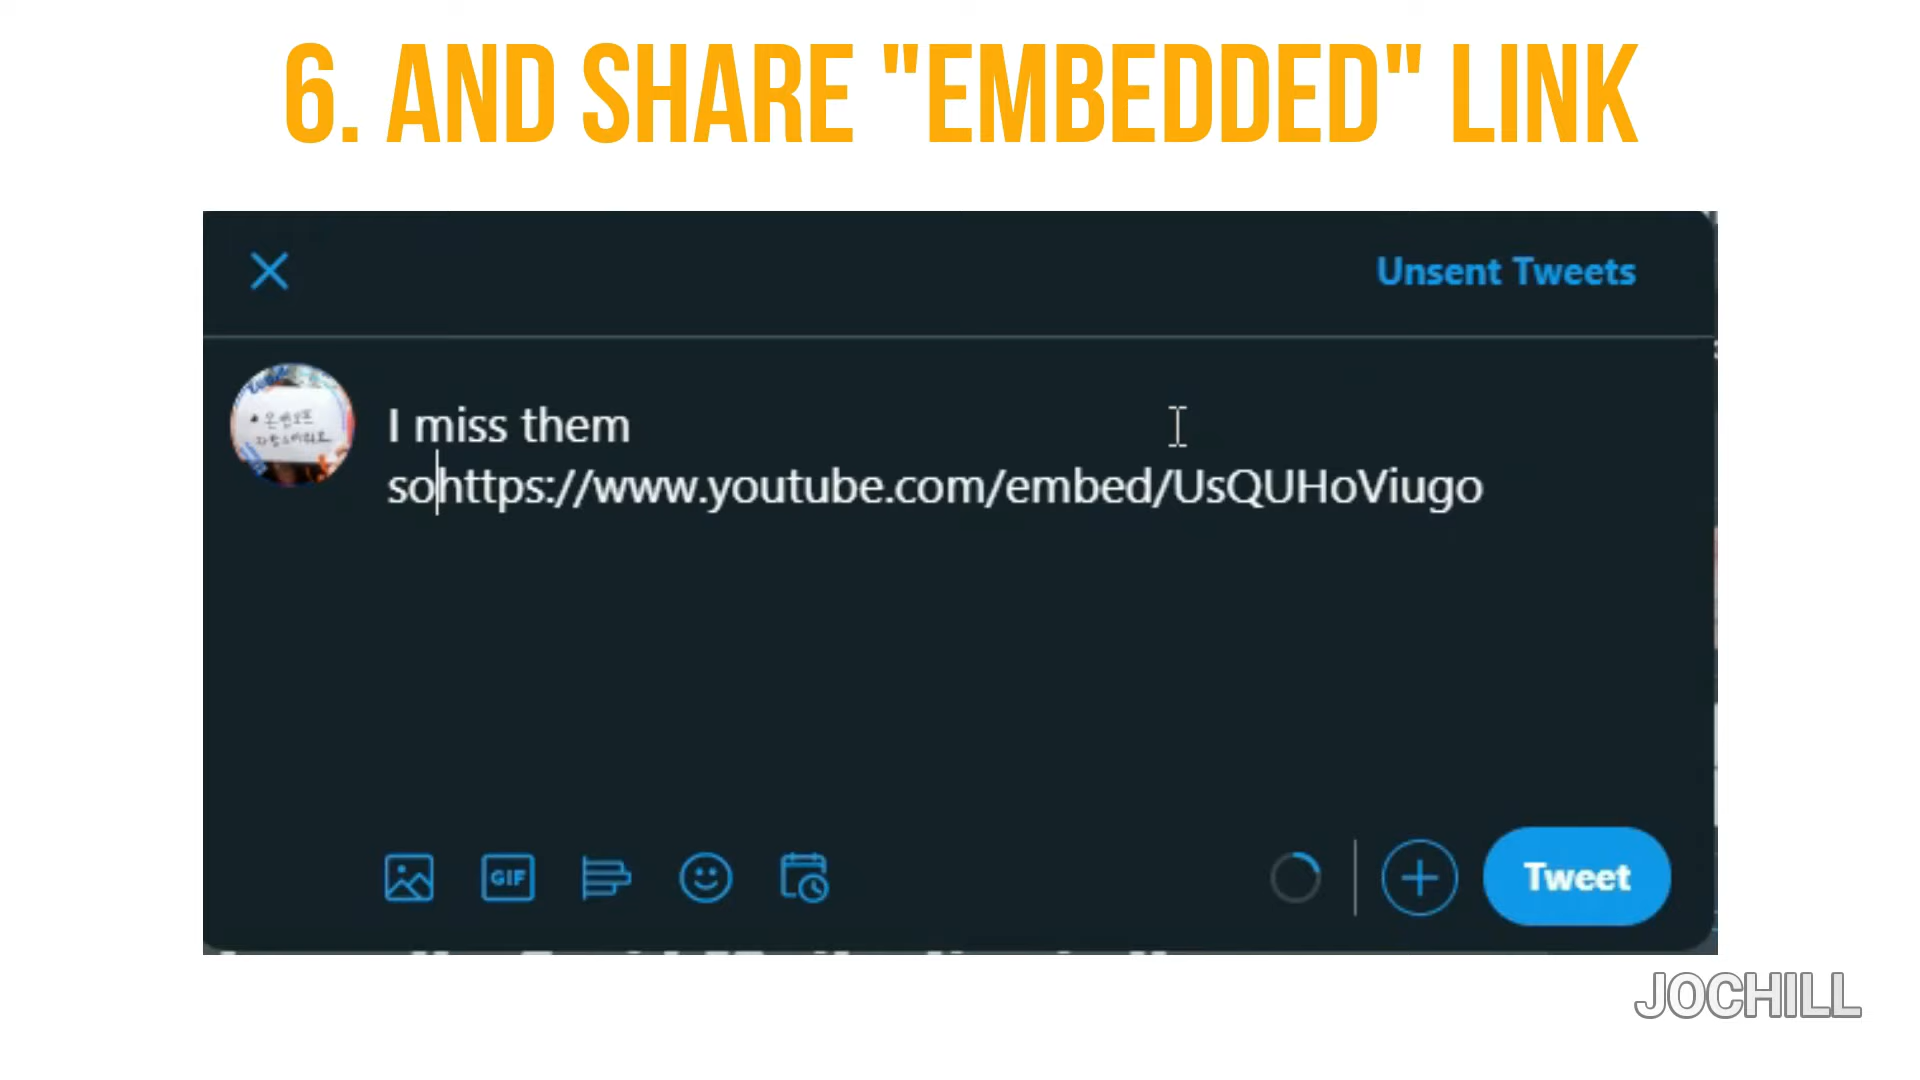 6. AND SHARE "EMBEDDED" LINK
Unsent Tweets
I miss them
sohttps://www.youtube.com/embed/UsQUHoViugo
GIF
Tweet
JOCHILL